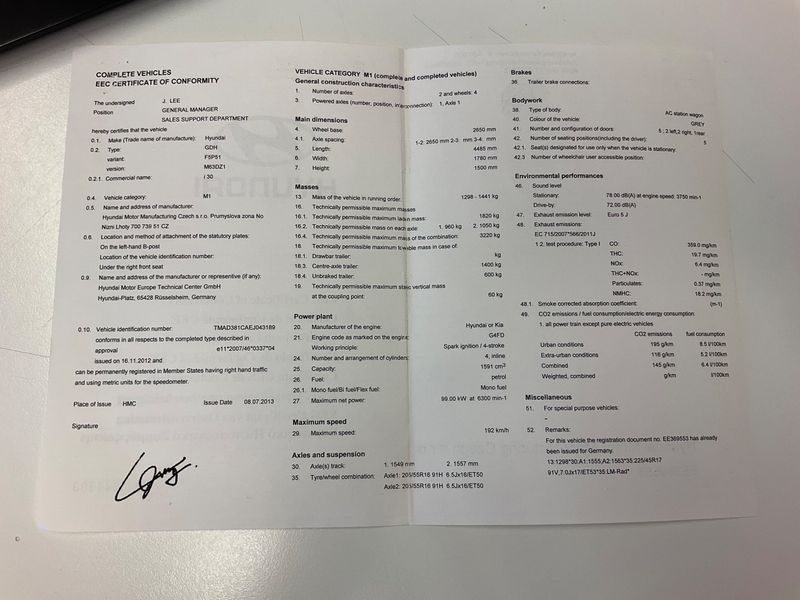 COMPLETE VEHICLES
EEC CERTIFICATE OF CONFORMITY
The undersigned J. LEE
Position GENERAL MANAGER
SALES SUPPORT DEPARTMENT
hereby certifies that the vehicle
0.1. Make (Trade name of manufacture): Hyundai
0.2. Type: GDH
variant: F5P51
version: M63DZ1
0.2.1. Commercial name: i 30
0.4. Vehicle category: M1
0.5. Name and address of manufacturer:
Hyundai Motor Manufacturing Czech s.r.o. Prumyslova zona No
Nizni Lhoty 700 739 51 CZ
0.6. Location and method of attachment of the statutory plates:
On the left-hand B-post
Location of the vehicle identification number:
Under the right front seat
0.9. Name and address of the manufacturer or representive (if any):
Hyundai Motor Europe Technical Center GmbH
Hyundai-Platz, 65428 Rüsselsheim, Germany
0.10. Vehicle identification number: TMAD381CAEJ043189
conforms in all respects to the completed type described in
approval e11*2007/46*0337*04
issued on 16.11.2012 and
can be permanently registered in Member States having right hand traffic
and using metric units for the speedometer.
Place of Issue HMC Issue Date 08.07.2013
Signature
VEHICLE CATEGORY M1 (complete and completed vehicles)
General construction characteristics
1. Number of axles: 2 and wheels: 4
3. Powered axles (number, position, interconnection): 1, Axle 1
Main dimensions
4. Wheel base: 2650 mm
4.1. Axle spacing: 1-2: 2650 mm 2-3: mm 3-4: mm
5. Length: 4485 mm
6. Width: 1780 mm
7. Height: 1500 mm
Masses
13. Mass of the vehicle in running order: 1298 - 1441 kg
16. Technically permissible maximum masses
16.1. Technically permissible maximum laden mass: 1820 kg
16.2. Technically permissible mass on each axle: 1. 960 kg 2. 1050 kg
16.4. Technically permissible maximum mass of the combination: 3220 kg
18. Technically permissible maximum towable mass in case of:
18.1. Drawbar trailer: kg
18.3. Centre-axle trailer: 1400 kg
18.4. Unbraked trailer: 600 kg
19. Technically permissible maximum static vertical mass
at the coupling point: 60 kg
Power plant
20. Manufacturer of the engine: Hyundai or Kia
21. Engine code as marked on the engine: G4FD
Working principle: Spark ignition / 4-stroke
24. Number and arrangement of cylinders: 4; inline
25. Capacity: 1591 cm³
26. Fuel: petrol
26.1. Mono fuel/Bi fuel/Flex fuel: Mono fuel
27. Maximum net power: 99.00 kW at 6300 min-1
Maximum speed
29. Maximum speed: 192 km/h
Axles and suspension
30. Axle(s) track: 1. 1549 mm 2. 1557 mm
35. Tyre/wheel combination: Axle1: 205/55R16 91H 6.5Jx16/ET50
Axle2: 205/55R16 91H 6.5Jx16/ET50
Brakes
36. Trailer brake connections:
Bodywork
38. Type of body: AC station wagon
40. Colour of the vehicle: GREY
41. Number and configuration of doors: 5 ; 2 left,2 right, 1rear
42. Number of seating positions(including the driver): 5
42.1. Seat(s) designated for use only when the vehicle is stationary:
42.3 Number of wheelchair user accessible position:
Environmental performances
46. Sound level
Stationary: 78.00 dB(A) at engine speed: 3750 min-1
Drive-by: 72.00 dB(A)
47. Exhaust emission level: Euro 5 J
48. Exhaust emissions:
EC 715/2007*566/2011J
1.2. test procedure: Type I CO: 359.0 mg/km
THC: 19.7 mg/km
NOx: 6.4 mg/km
THC+NOx: - mg/km
Particulates: 0.37 mg/km
NMHC: 18.2 mg/km
48.1. Smoke corrected absorption coefficient: (m-1)
49. CO2 emissions / fuel consumption/electric energy consumption:
1. all power train except pure electric vehicles
CO2 emissions fuel consumption
Urban conditions 195 g/km 8.5 l/100km
Extra-urban conditions 116 g/km 5.2 l/100km
Combined 145 g/km 6.4 l/100km
Weighted, combined g/km l/100km
Miscellaneous
51. For special purpose vehicles:
-
52. Remarks:
For this vehicle the registration document no. EE369553 has already
been issued for Germany.
13:1298*30:A1:1555;A2:1563*35:225/45R17
91V,7.0Jx17/ET53*35:LM-Rad*